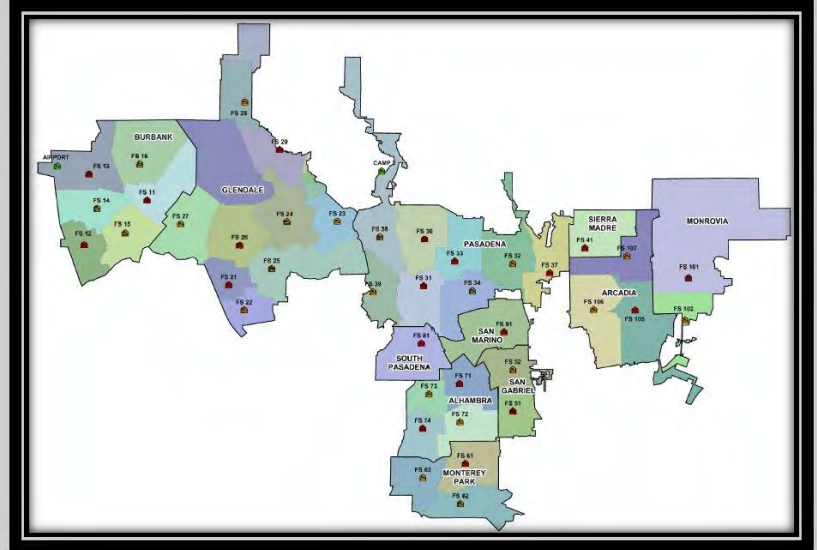 FS 28
BURBANK
FS 29
AIRPORT
FS 16
CAMP
FS 13
GLENDALE
FS 11
FS 14
FS 27
FS 24
FS 23
FS 15
FS 12
FS 26
FS 25
FS 21
FS 22
FS 38
FS 36
PASADENA
FS 33
FS 32
FS 37
FS 31
FS 34
FS 39
SIERRA
MADRE
FS 41
FS 107
MONROVIA
FS 101
ARCADIA
FS 106
FS 105
FS 102
FS 91
SAN
MARINO
SOUTH
PASADENA
FS 52
SAN
GABRIEL
FS 51
FS 71
FS 73
ALHAMBRA
FS 72
FS 74
FS 61
FS 63
MONTEREY
PARK
FS 62